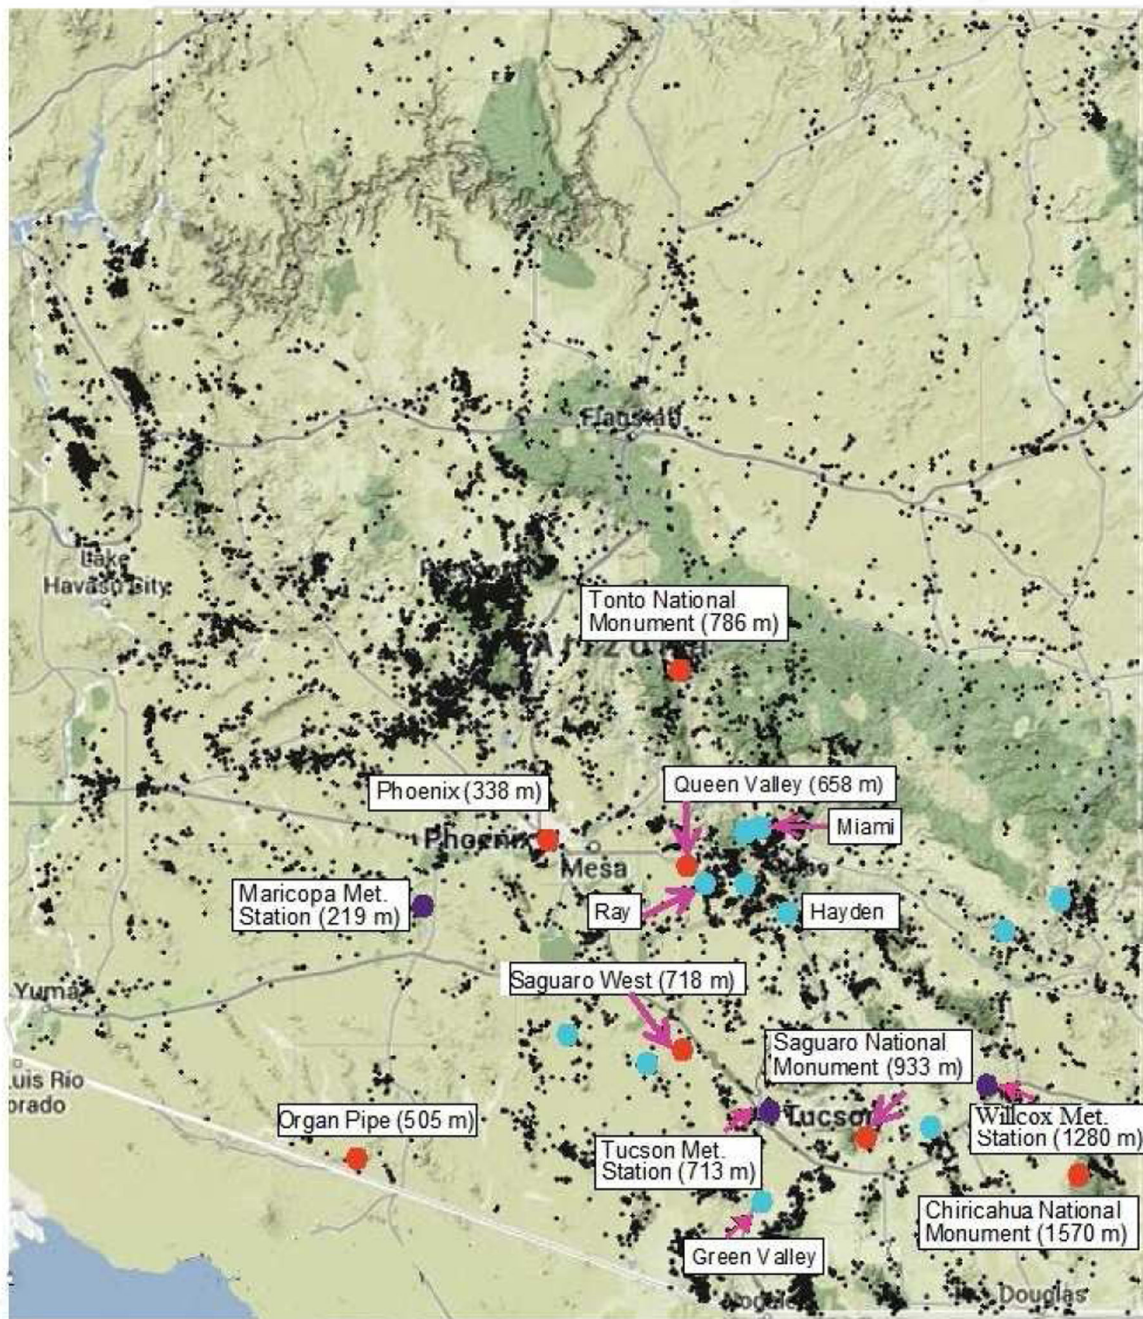 Flagstaff
Lake
Havasu City
Tonto National
Monument (786 m)
Arizona
Queen Valley (658 m)
Phoenix (338 m)
Miami
Phoenix
Mesa
Maricopa Met.
Station (219 m)
Ray
Hayden
Saguaro West (718 m)
Yuma
Saguaro National
Monument (933 m)
Luis Río
orado
Organ Pipe (505 m)
Tucson
Willcox Met.
Station (1280 m)
Tucson Met.
Station (713 m)
Chiricahua National
Monument (1570 m)
Green Valley
Douglas